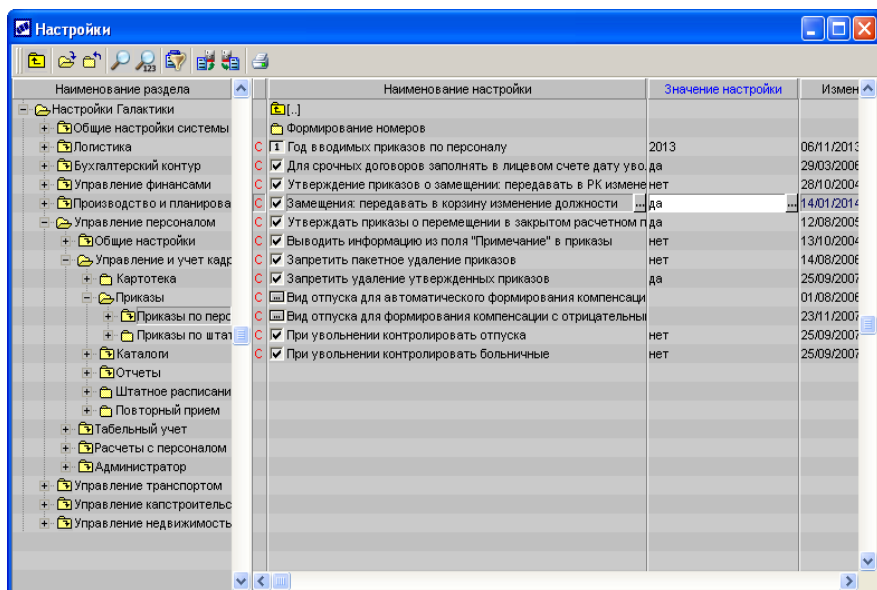 Настройки
Наименование раздела
Наименование настройки
Значение настройки
Измен
Настройки Галактики
Общие настройки системы
Логистика
Бухгалтерский контур
Управление финансами
Производство и планирова
Управление персоналом
Общие настройки
Управление и учет кадр
Картотека
Приказы
Приказы по перс
Приказы по штат
Каталоги
Отчеты
Штатное расписани
Повторный прием
Табельный учет
Расчеты с персоналом
Администратор
Управление транспортом
Управление капстроительс
Управление недвижимость
[..]
Формирование номеров
С 1 Год вводимых приказов по персоналу 2013 06/11/2013
С Для срочных договоров заполнять в лицевом счете дату уво. да 29/03/2006
С Утверждение приказов о замещении: передавать в РК измене нет 28/10/2004
С Замещения: передавать в корзину изменение должности ... да ... 14/01/2014
С Утверждать приказы о перемещении в закрытом расчетном п да 12/08/2005
С Выводить информацию из поля "Примечание" в приказы нет 13/10/2004
С Запретить пакетное удаление приказов нет 14/08/2006
С Запретить удаление утвержденных приказов да 25/09/2007
С Вид отпуска для автоматического формирования компенсаци 01/08/2006
С Вид отпуска для формирования компенсации с отрицательны 23/11/2007
С При увольнении контролировать отпуска нет 25/09/2007
С При увольнении контролировать больничные нет 25/09/2007